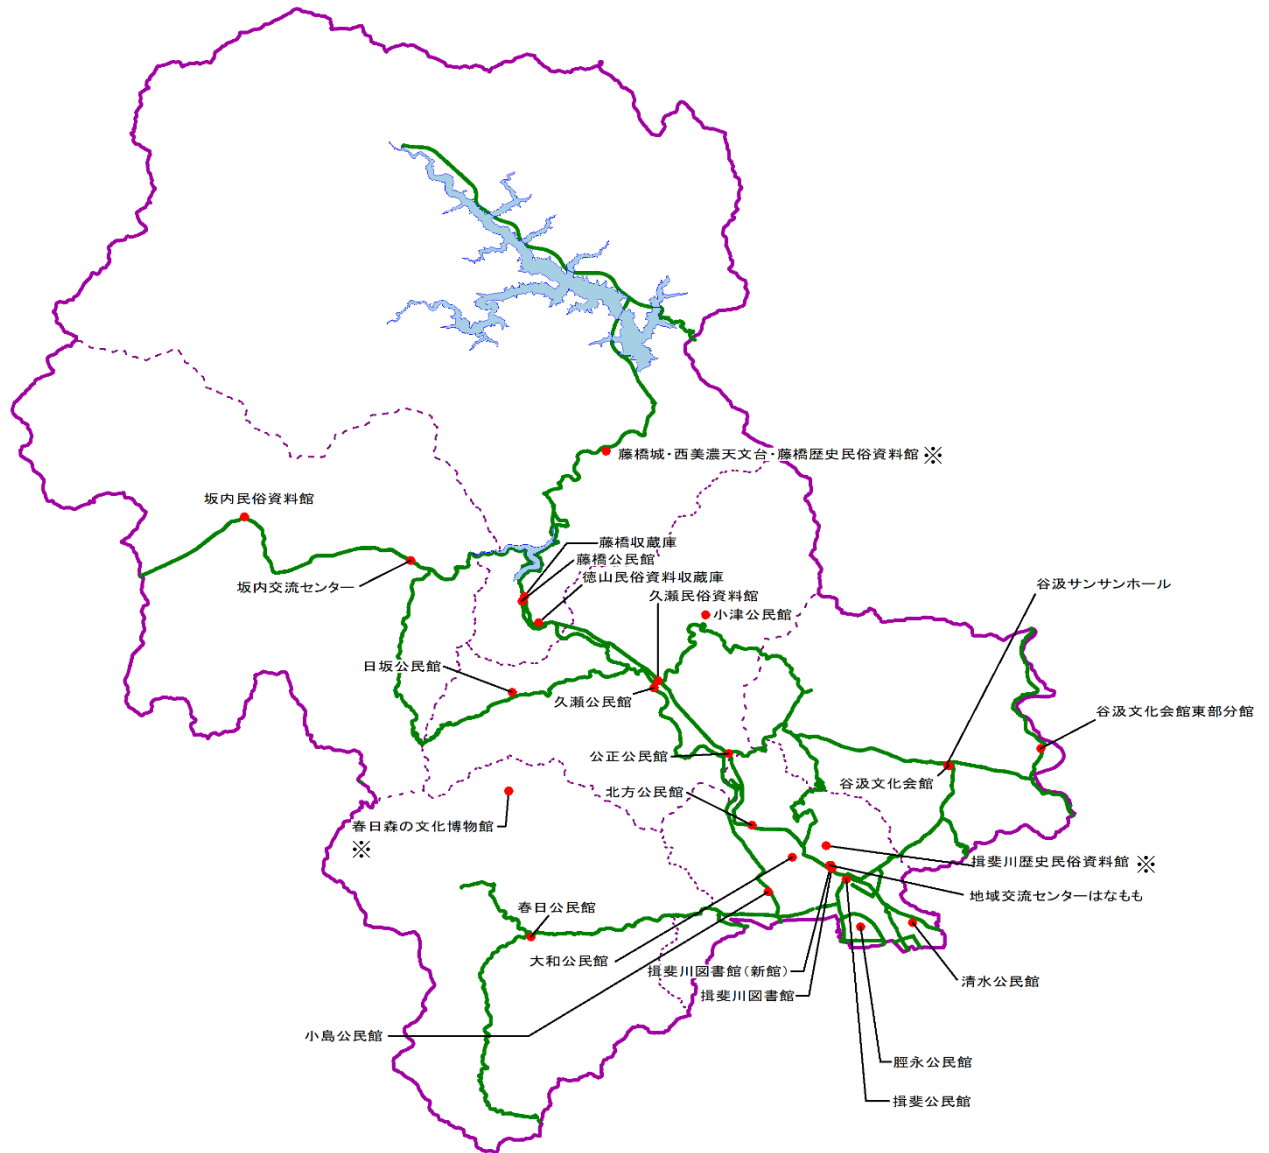 藤橋城・西美濃天文台・藤橋歴史民俗資料館 ※
坂内民俗資料館
藤橋収蔵庫
藤橋公民館
徳山民俗資料収蔵庫
坂内交流センター
谷汲サンサンホール
久瀬民俗資料館
小津公民館
日坂公民館
久瀬公民館
谷汲文化会館東部分館
公正公民館
谷汲文化会館
北方公民館
春日森の文化博物館
※
揖斐川歴史民俗資料館 ※
地域交流センターはなもも
春日公民館
大和公民館
揖斐川図書館(新館)
清水公民館
揖斐川図書館
小島公民館
脛永公民館
揖斐公民館